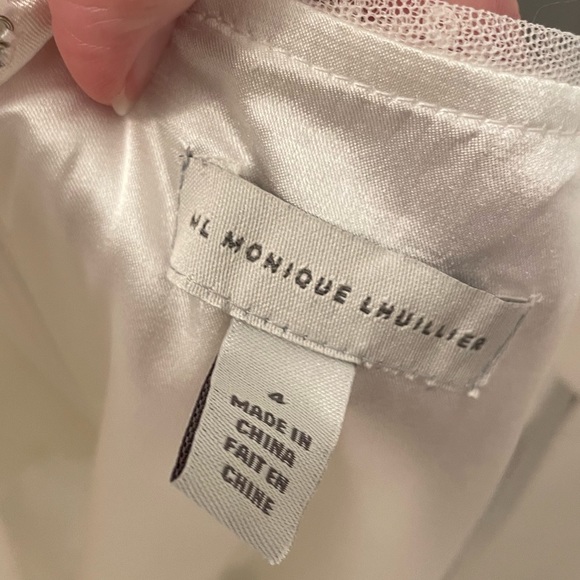 ML MONIQUE LHUILLIER
4
MADE IN
CHINA
FAIT EN
CHINE